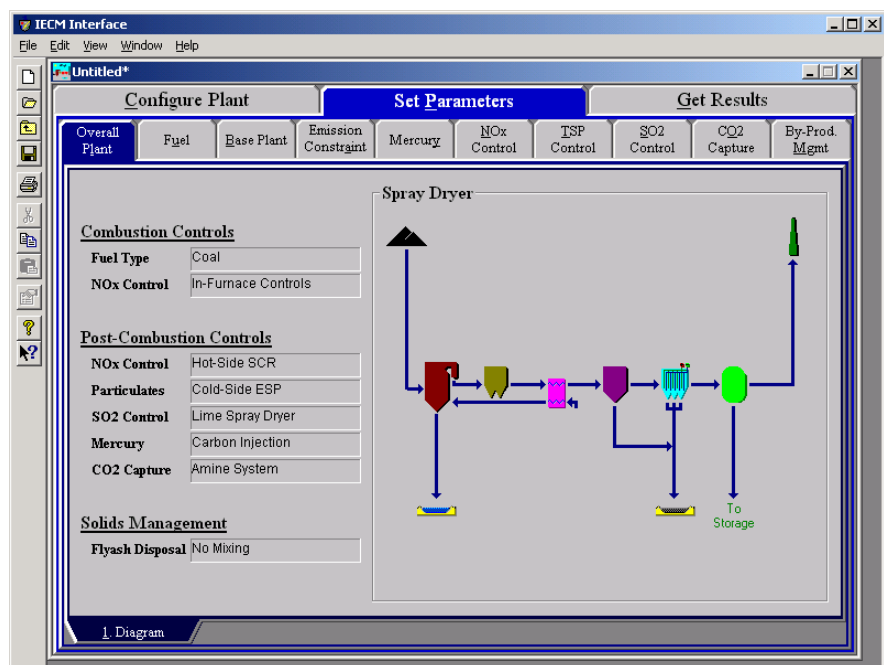 IECM Interface
File Edit View Window Help
Untitled*
Configure Plant Set Parameters Get Results
Overall Plant Fuel Base Plant Emission Constraint Mercury NOx Control TSP Control SO2 Control CO2 Capture By-Prod. Mgmt
Spray Dryer
Combustion Controls
Fuel Type Coal
NOx Control In-Furnace Controls
Post-Combustion Controls
NOx Control Hot-Side SCR
Particulates Cold-Side ESP
SO2 Control Lime Spray Dryer
Mercury Carbon Injection
CO2 Capture Amine System
To
Storage
Solids Management
Flyash Disposal No Mixing
1. Diagram